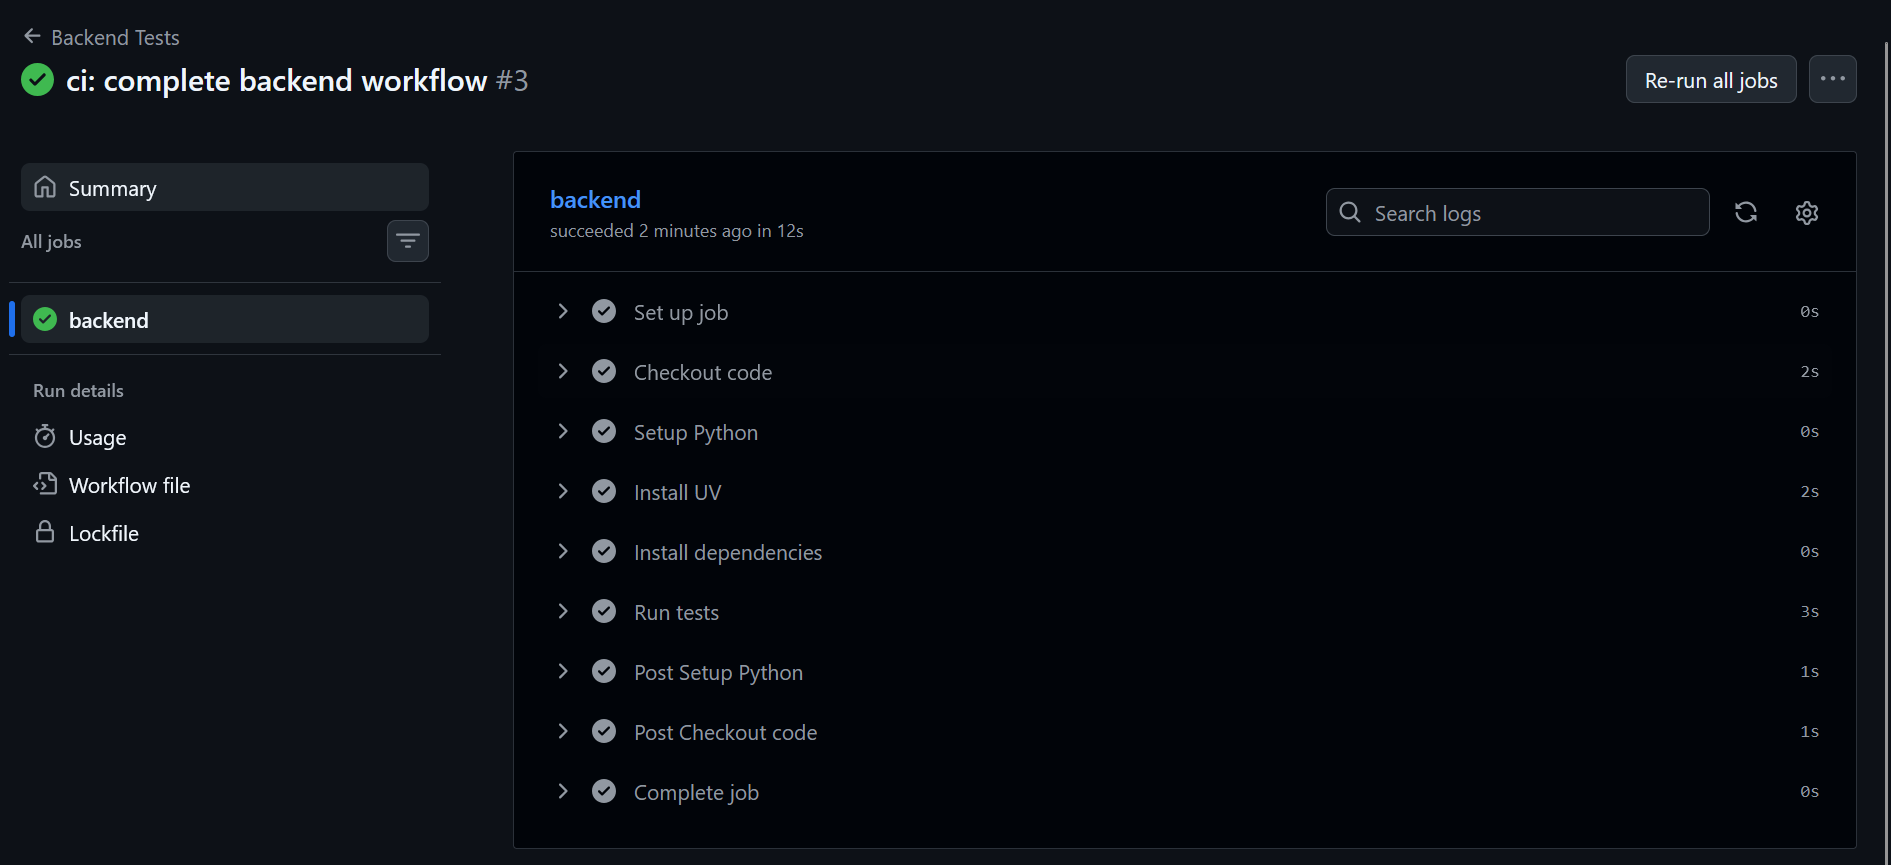 Backend Tests
ci: complete backend workflow #3
Re-run all jobs
Summary
All jobs
backend
Run details
Usage
Workflow file
Lockfile
backend
succeeded 2 minutes ago in 12s
Search logs
Set up job 0s
Checkout code 2s
Setup Python 0s
Install UV 2s
Install dependencies 0s
Run tests 3s
Post Setup Python 1s
Post Checkout code 1s
Complete job 0s